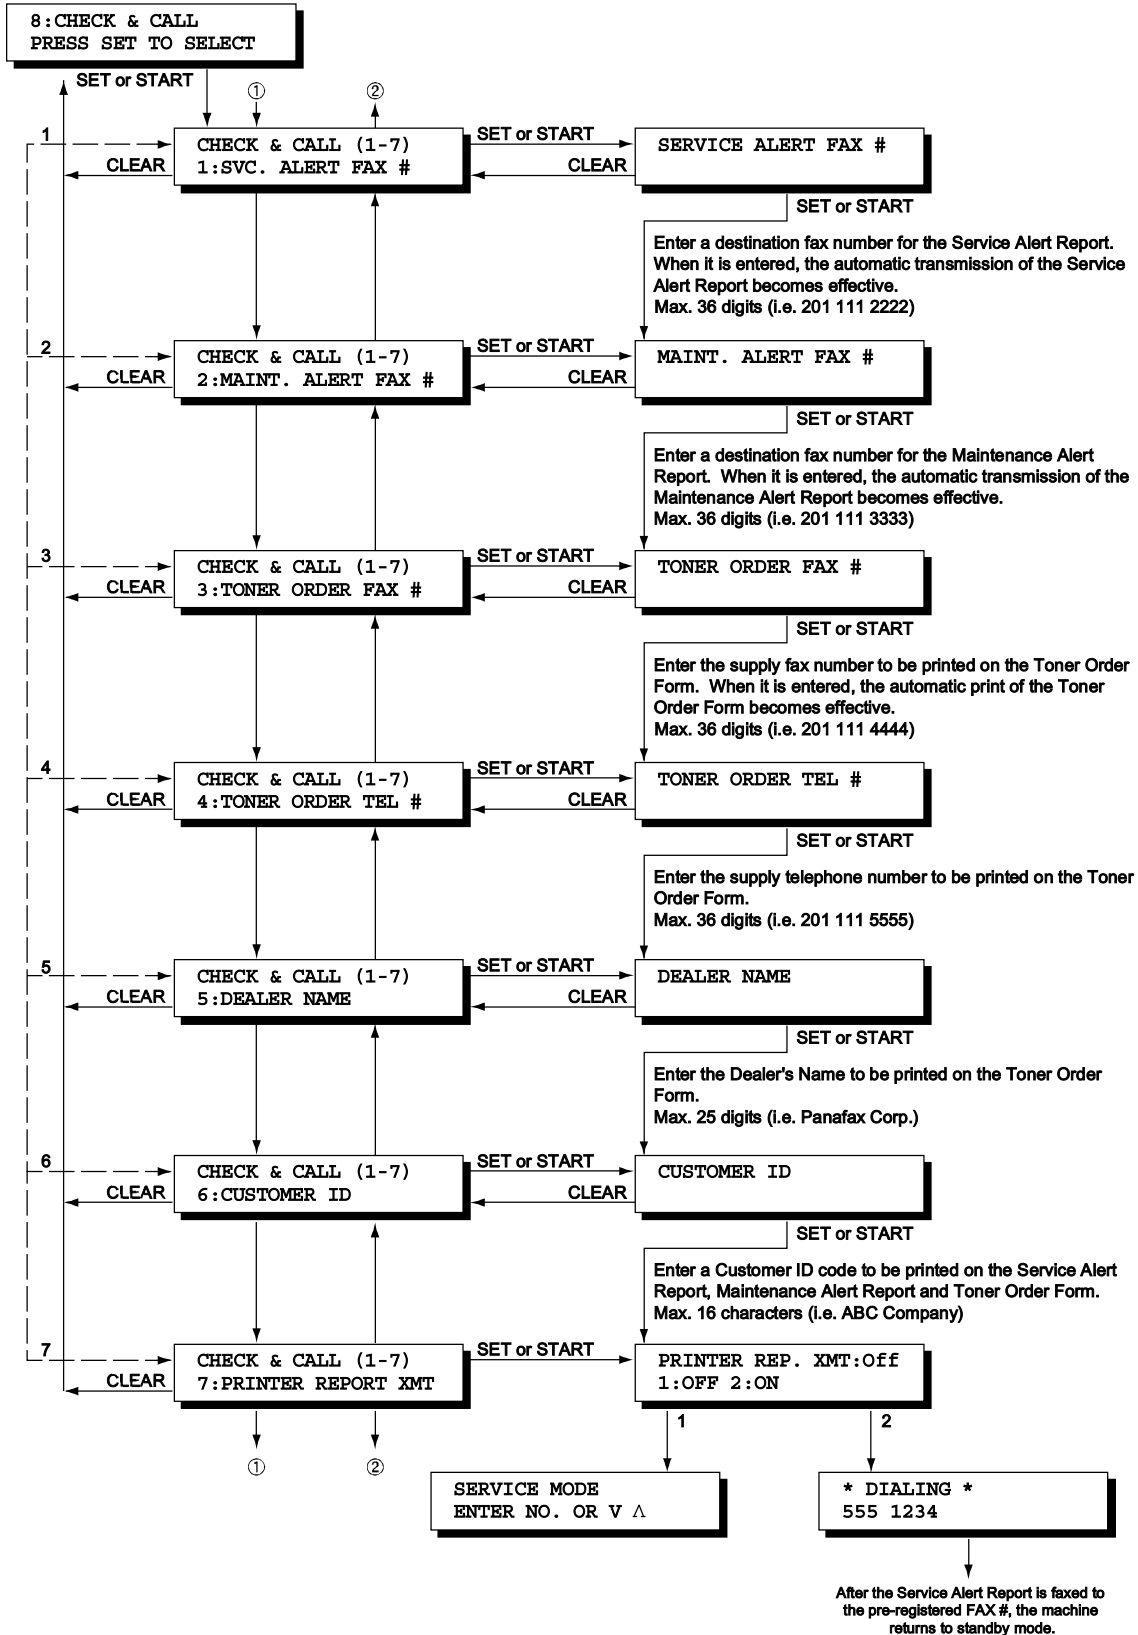 8:CHECK & CALL
PRESS SET TO SELECT
SET or START
① ②
1
CHECK & CALL (1-7)
1:SVC. ALERT FAX #
CLEAR
SET or START
CLEAR
SERVICE ALERT FAX #
SET or START
Enter a destination fax number for the Service Alert Report.
When it is entered, the automatic transmission of the Service
Alert Report becomes effective.
Max. 36 digits (i.e. 201 111 2222)
2
CHECK & CALL (1-7)
2:MAINT. ALERT FAX #
CLEAR
SET or START
CLEAR
MAINT. ALERT FAX #
SET or START
Enter a destination fax number for the Maintenance Alert
Report. When it is entered, the automatic transmission of the
Maintenance Alert Report becomes effective.
Max. 36 digits (i.e. 201 111 3333)
3
CHECK & CALL (1-7)
3:TONER ORDER FAX #
CLEAR
SET or START
CLEAR
TONER ORDER FAX #
SET or START
Enter the supply fax number to be printed on the Toner Order
Form. When it is entered, the automatic print of the Toner
Order Form becomes effective.
Max. 36 digits (i.e. 201 111 4444)
4
CHECK & CALL (1-7)
4:TONER ORDER TEL #
CLEAR
SET or START
CLEAR
TONER ORDER TEL #
SET or START
Enter the supply telephone number to be printed on the Toner
Order Form.
Max. 36 digits (i.e. 201 111 5555)
5
CHECK & CALL (1-7)
5:DEALER NAME
CLEAR
SET or START
CLEAR
DEALER NAME
SET or START
Enter the Dealer's Name to be printed on the Toner Order
Form.
Max. 25 digits (i.e. Panafax Corp.)
6
CHECK & CALL (1-7)
6:CUSTOMER ID
CLEAR
SET or START
CLEAR
CUSTOMER ID
SET or START
Enter a Customer ID code to be printed on the Service Alert
Report, Maintenance Alert Report and Toner Order Form.
Max. 16 characters (i.e. ABC Company)
7
CHECK & CALL (1-7)
7:PRINTER REPORT XMT
CLEAR
SET or START
PRINTER REP. XMT:Off
1:OFF 2:ON
① ②
1
2
SERVICE MODE
ENTER NO. OR V Λ
* DIALING *
555 1234
After the Service Alert Report is faxed to
the pre-registered FAX #, the machine
returns to standby mode.